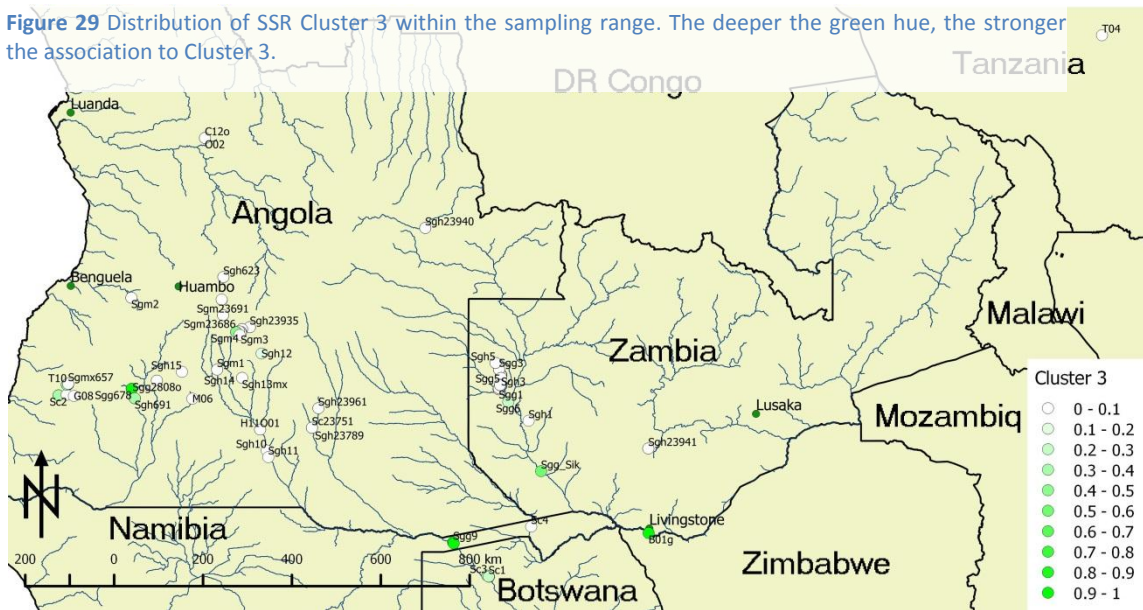 Figure 29 Distribution of SSR Cluster 3 within the sampling range. The deeper the green hue, the stronger
the association to Cluster 3.
T04
DR Congo
Tanzania
Luanda
C12o
O02
Angola
Sgh23940
Benguela
Huambo
Sgh623
Sgm2
Sgm23691
Sgm23686
Sgh23935
Sgm4
Sgm3
Sgh12
Malawi
Zambia
Sgh5
Sgg3
Sgg5
Sgh3
Sgg1
Sgg6
Sgh1
Sgh15
Sgm1
Sgh14
Sgh13mx
T10
Sgmx657
Sgg2808o
Sc2
G08
Sgg678
Sgh691
M06
Sgh23961
Sc23751
Sgh23789
H11O01
Sgh10
Sgh11
Lusaka
Mozambiq
Sgh23941
Sgg_Sik
Cluster 3
0 - 0.1
0.1 - 0.2
0.2 - 0.3
0.3 - 0.4
0.4 - 0.5
0.5 - 0.6
0.6 - 0.7
0.7 - 0.8
0.8 - 0.9
0.9 - 1
N
Namibia
Sgg9
Sc4
Livingstone
B01g
Zimbabwe
Sc3
Sc1
Botswana
200 0 200 400 600 800 km